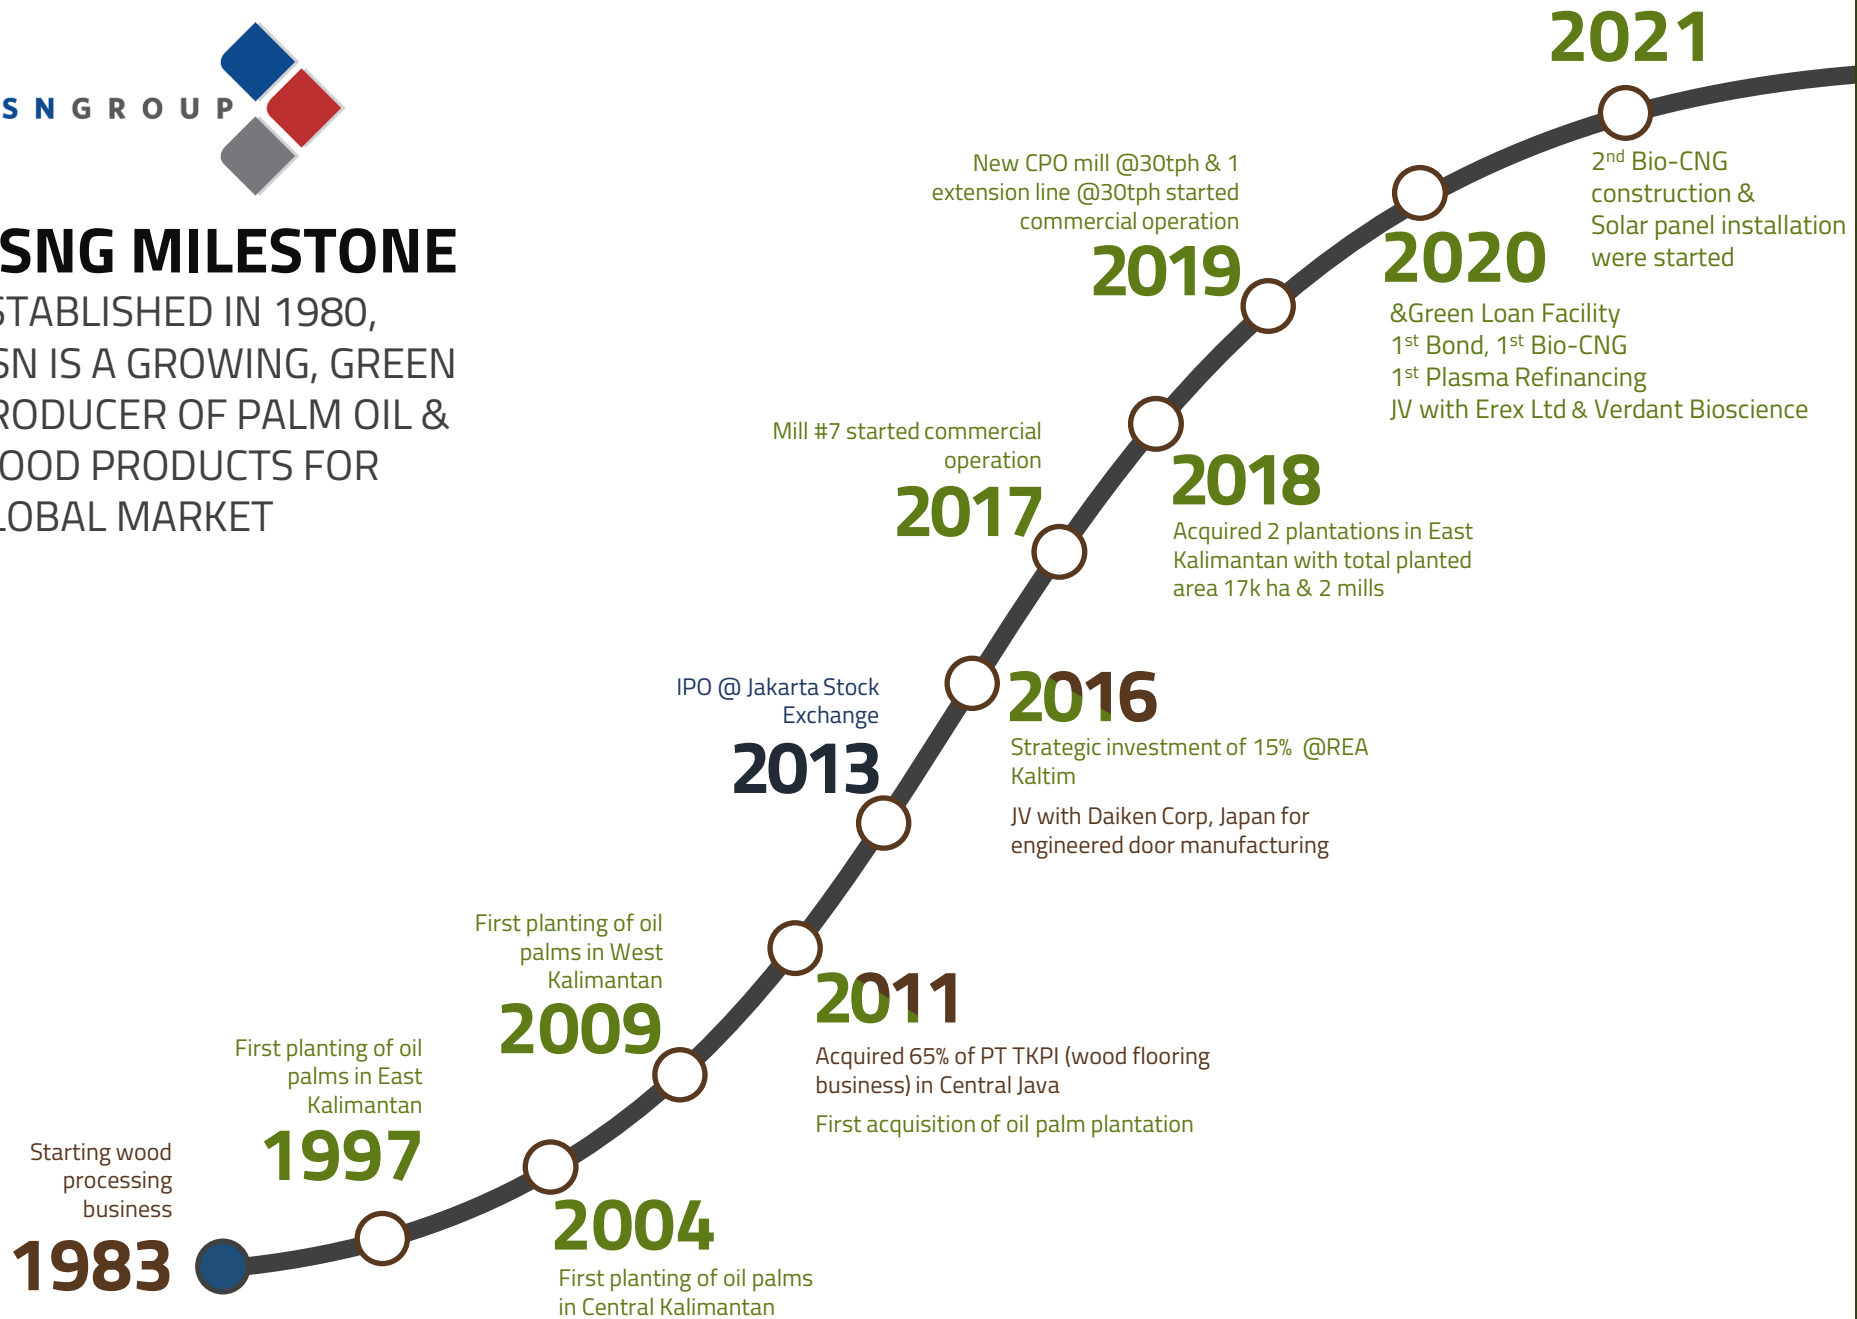 SNGROUP
SNG MILESTONE
STABLISHED IN 1980,
SN IS A GROWING, GREEN
RODUCER OF PALM OIL &
OOD PRODUCTS FOR
LOBAL MARKET
Starting wood
processing
business
1983
First planting of oil
palms in East
Kalimantan
1997
2004
First planting of oil palms
in Central Kalimantan
First planting of oil
palms in West
Kalimantan
2009
2011
Acquired 65% of PT TKPI (wood flooring
business) in Central Java
First acquisition of oil palm plantation
IPO @ Jakarta Stock
Exchange
2013
2016
Strategic investment of 15% @REA
Kaltim
JV with Daiken Corp, Japan for
engineered door manufacturing
Mill #7 started commercial
operation
2017
2018
Acquired 2 plantations in East
Kalimantan with total planted
area 17k ha & 2 mills
New CPO mill @30tph & 1
extension line @30tph started
commercial operation
2019
2020
&Green Loan Facility
1st Bond, 1st Bio-CNG
1st Plasma Refinancing
JV with Erex Ltd & Verdant Bioscience
2021
2nd Bio-CNG
construction &
Solar panel installation
were started